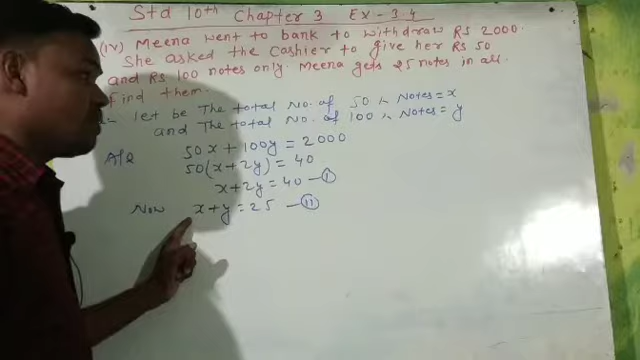 Std 10th Chapter 3 Ex-3.4
(iv) Meena went to bank to withdraw RS 2000.
She asked the Cashier to give her RS 50
and RS 100 notes only. Meena gets 25 notes in all.
Find them.
let be The total No. of 50 Notes = x
and The total No. of 100 Notes = y
A/Q 50x + 100y = 2000
50(x+2y) = 40
x+2y = 40 — (I)
Now x+y = 25 — (II)